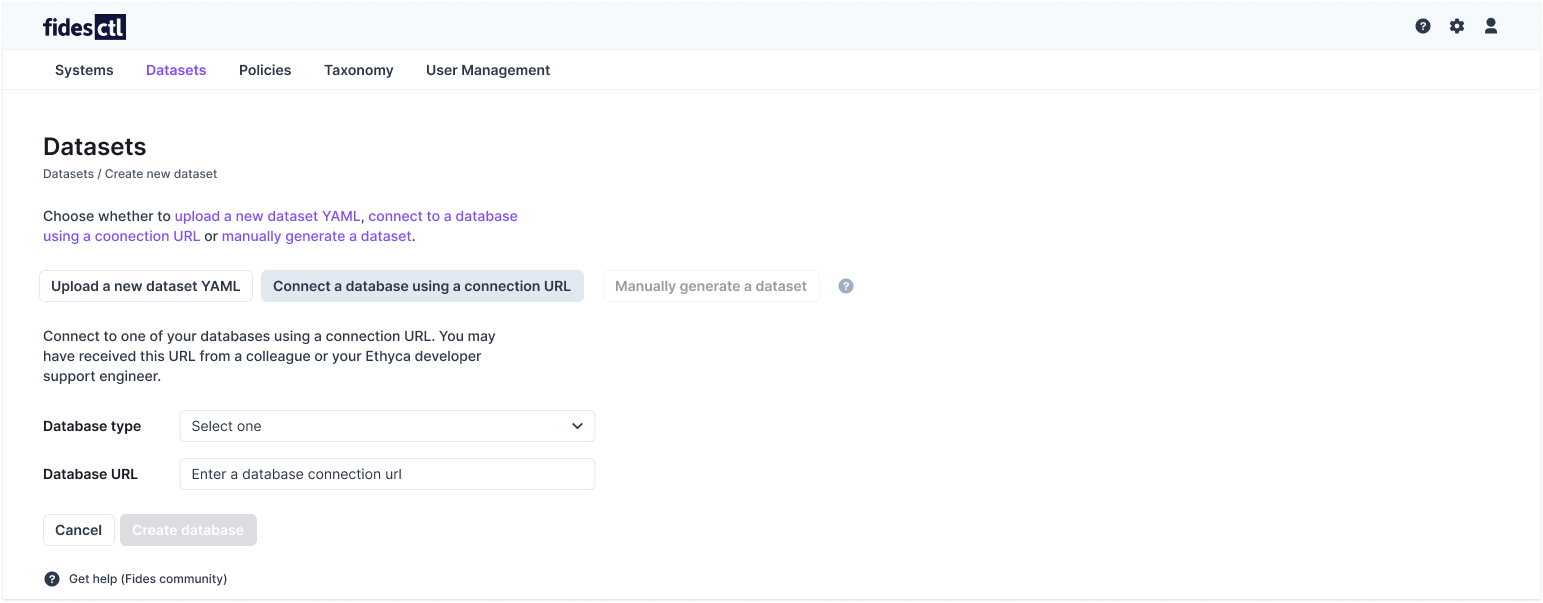 fidesctl
Systems Datasets Policies Taxonomy User Management
Datasets
Datasets / Create new dataset
Choose whether to upload a new dataset YAML, connect to a database
using a coonection URL or manually generate a dataset.
Upload a new dataset YAML Connect a database using a connection URL Manually generate a dataset ?
Connect to one of your databases using a connection URL. You may
have received this URL from a colleague or your Ethyca developer
support engineer.
Database type Select one
Database URL Enter a database connection url
Cancel Create database
? Get help (Fides community)